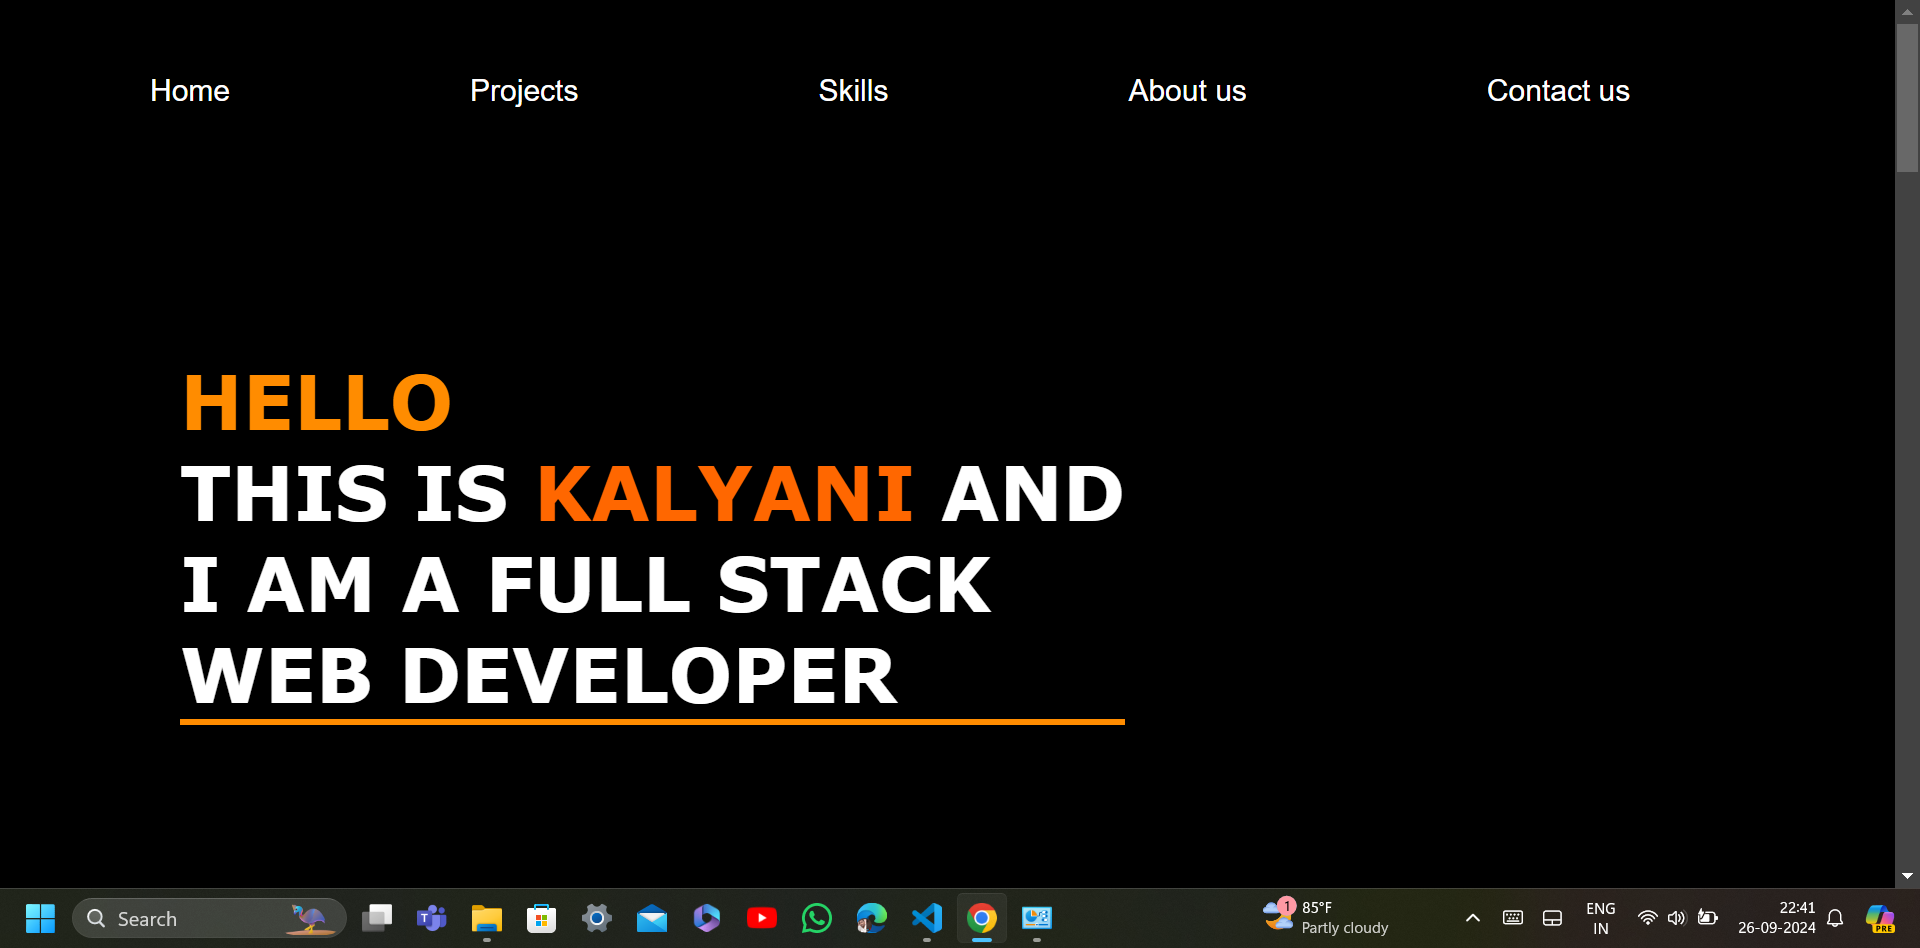 Home Projects Skills About us Contact us
HELLO
THIS IS KALYANI AND
I AM A FULL STACK
WEB DEVELOPER
Search
1
85°F
Partly cloudy
ENG
IN
22:41
26-09-2024
PRE